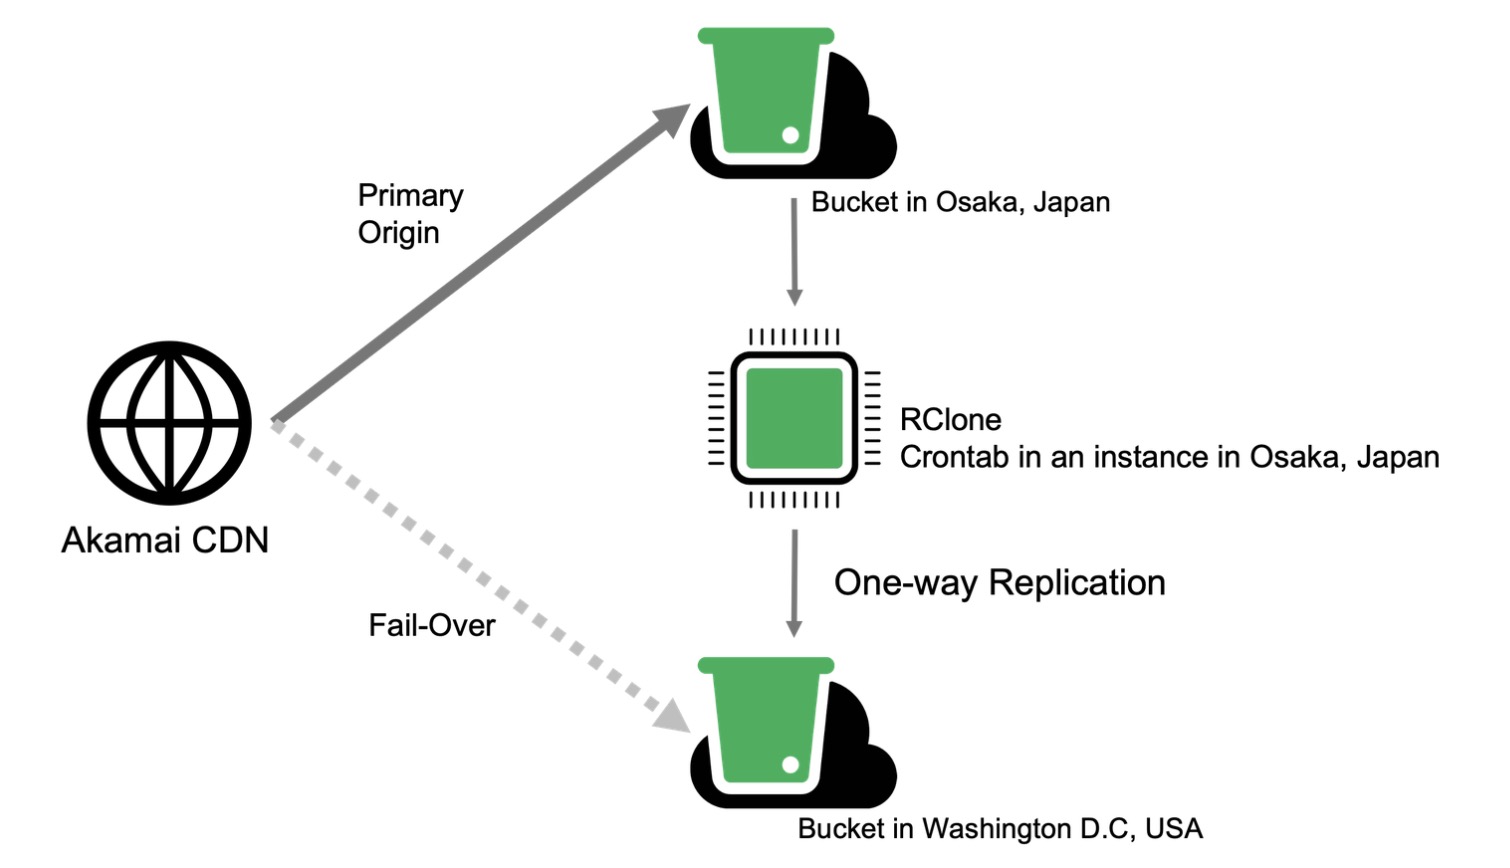 Bucket in Osaka, Japan
Primary
Origin
RClone
Crontab in an instance in Osaka, Japan
Akamai CDN
One-way Replication
Fail-Over
Bucket in Washington D.C, USA